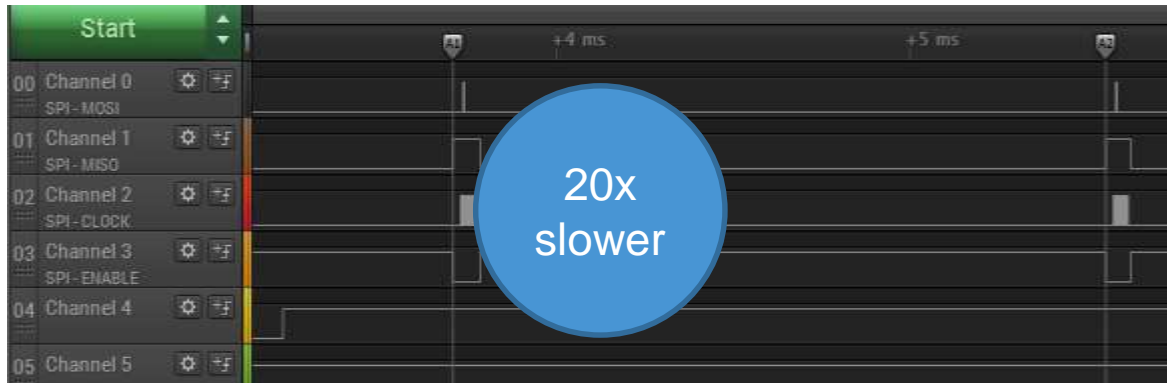 Start
A1
+4 ms
+5 ms
A2
00 Channel 0
SPI - MOSI
01 Channel 1
SPI - MISO
02 Channel 2
SPI - CLOCK
03 Channel 3
SPI - ENABLE
04 Channel 4
05 Channel 5
20x
slower